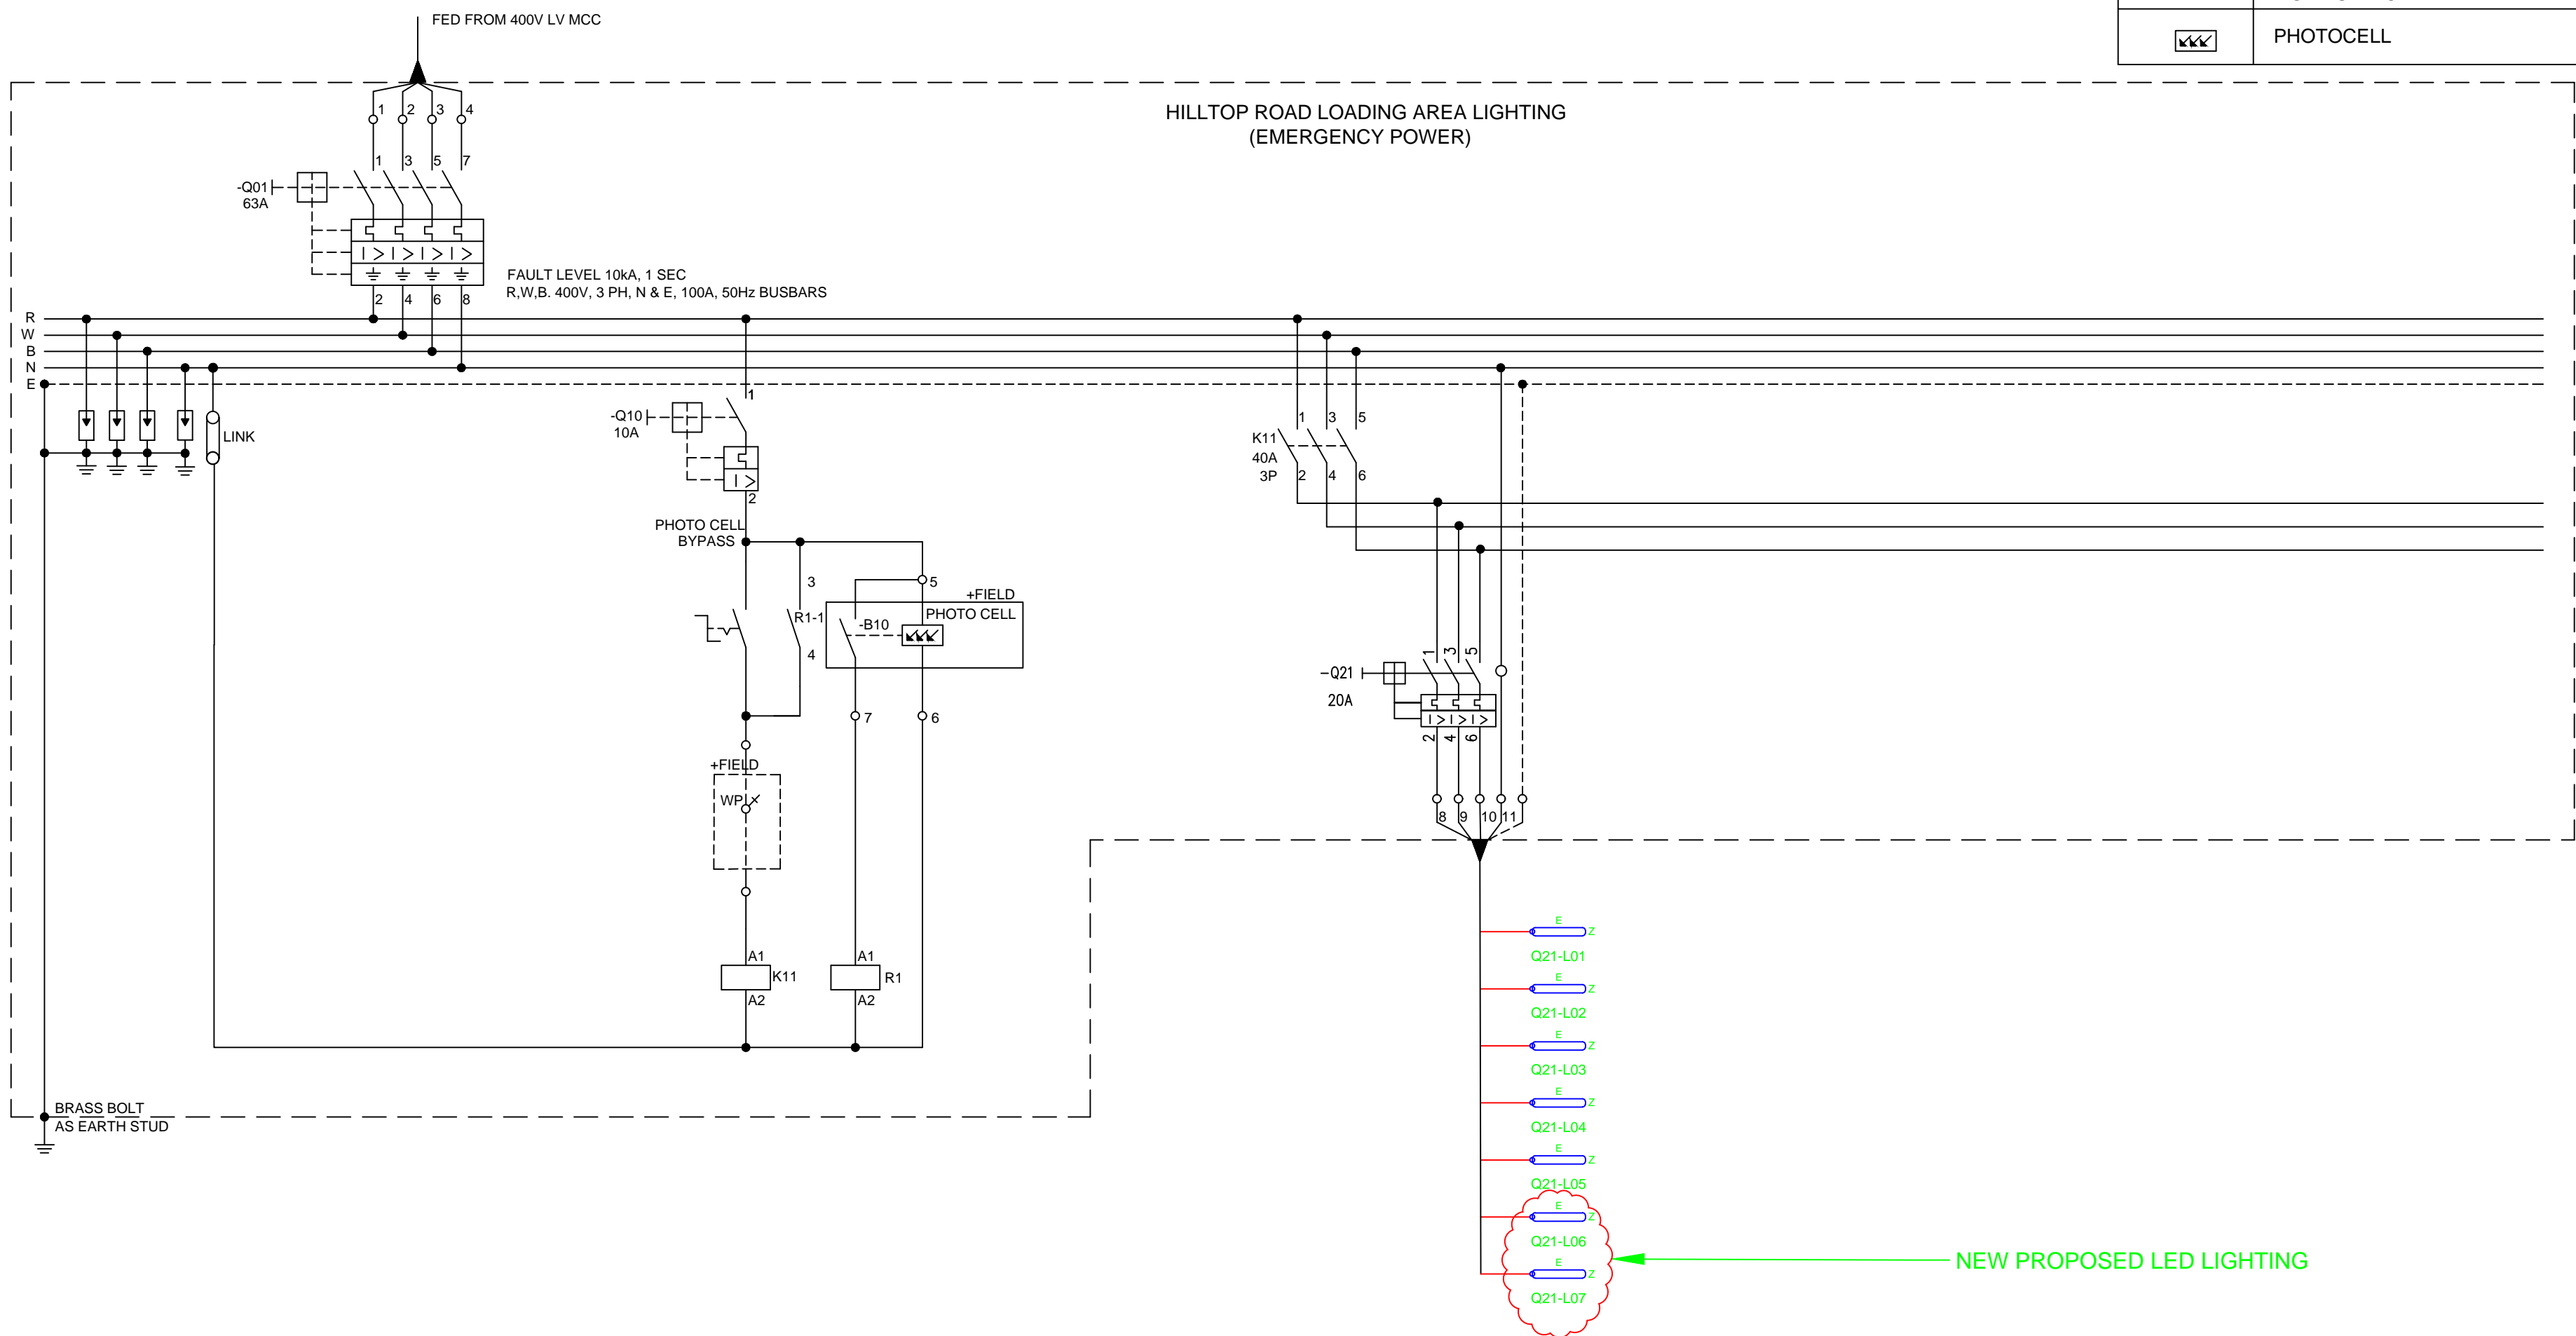 FED FROM 400V LV MCC
PHOTOCELL
HILLTOP ROAD LOADING AREA LIGHTING
(EMERGENCY POWER)
1 2 3 4
1 3 5 7
-Q01
63A
I > I > I > I >
2 4 6 8
FAULT LEVEL 10kA, 1 SEC
R,W,B. 400V, 3 PH, N & E, 100A, 50Hz BUSBARS
R
W
B
N
E
LINK
1
-Q10
10A
I >
2
PHOTO CELL
BYPASS
3
R1-1
4
5
+FIELD
PHOTO CELL
-B10
7
6
+FIELD
WP
A1
K11
A2
A1
R1
A2
1 3 5
K11
40A
3P
2 4 6
1 3 5
-Q21
20A
I > I > I >
2 4 6
8 9 10 11
E
Z
Q21-L01
E
Z
Q21-L02
E
Z
Q21-L03
E
Z
Q21-L04
E
Z
Q21-L05
E
Z
Q21-L06
E
Z
Q21-L07
NEW PROPOSED LED LIGHTING
BRASS BOLT
AS EARTH STUD